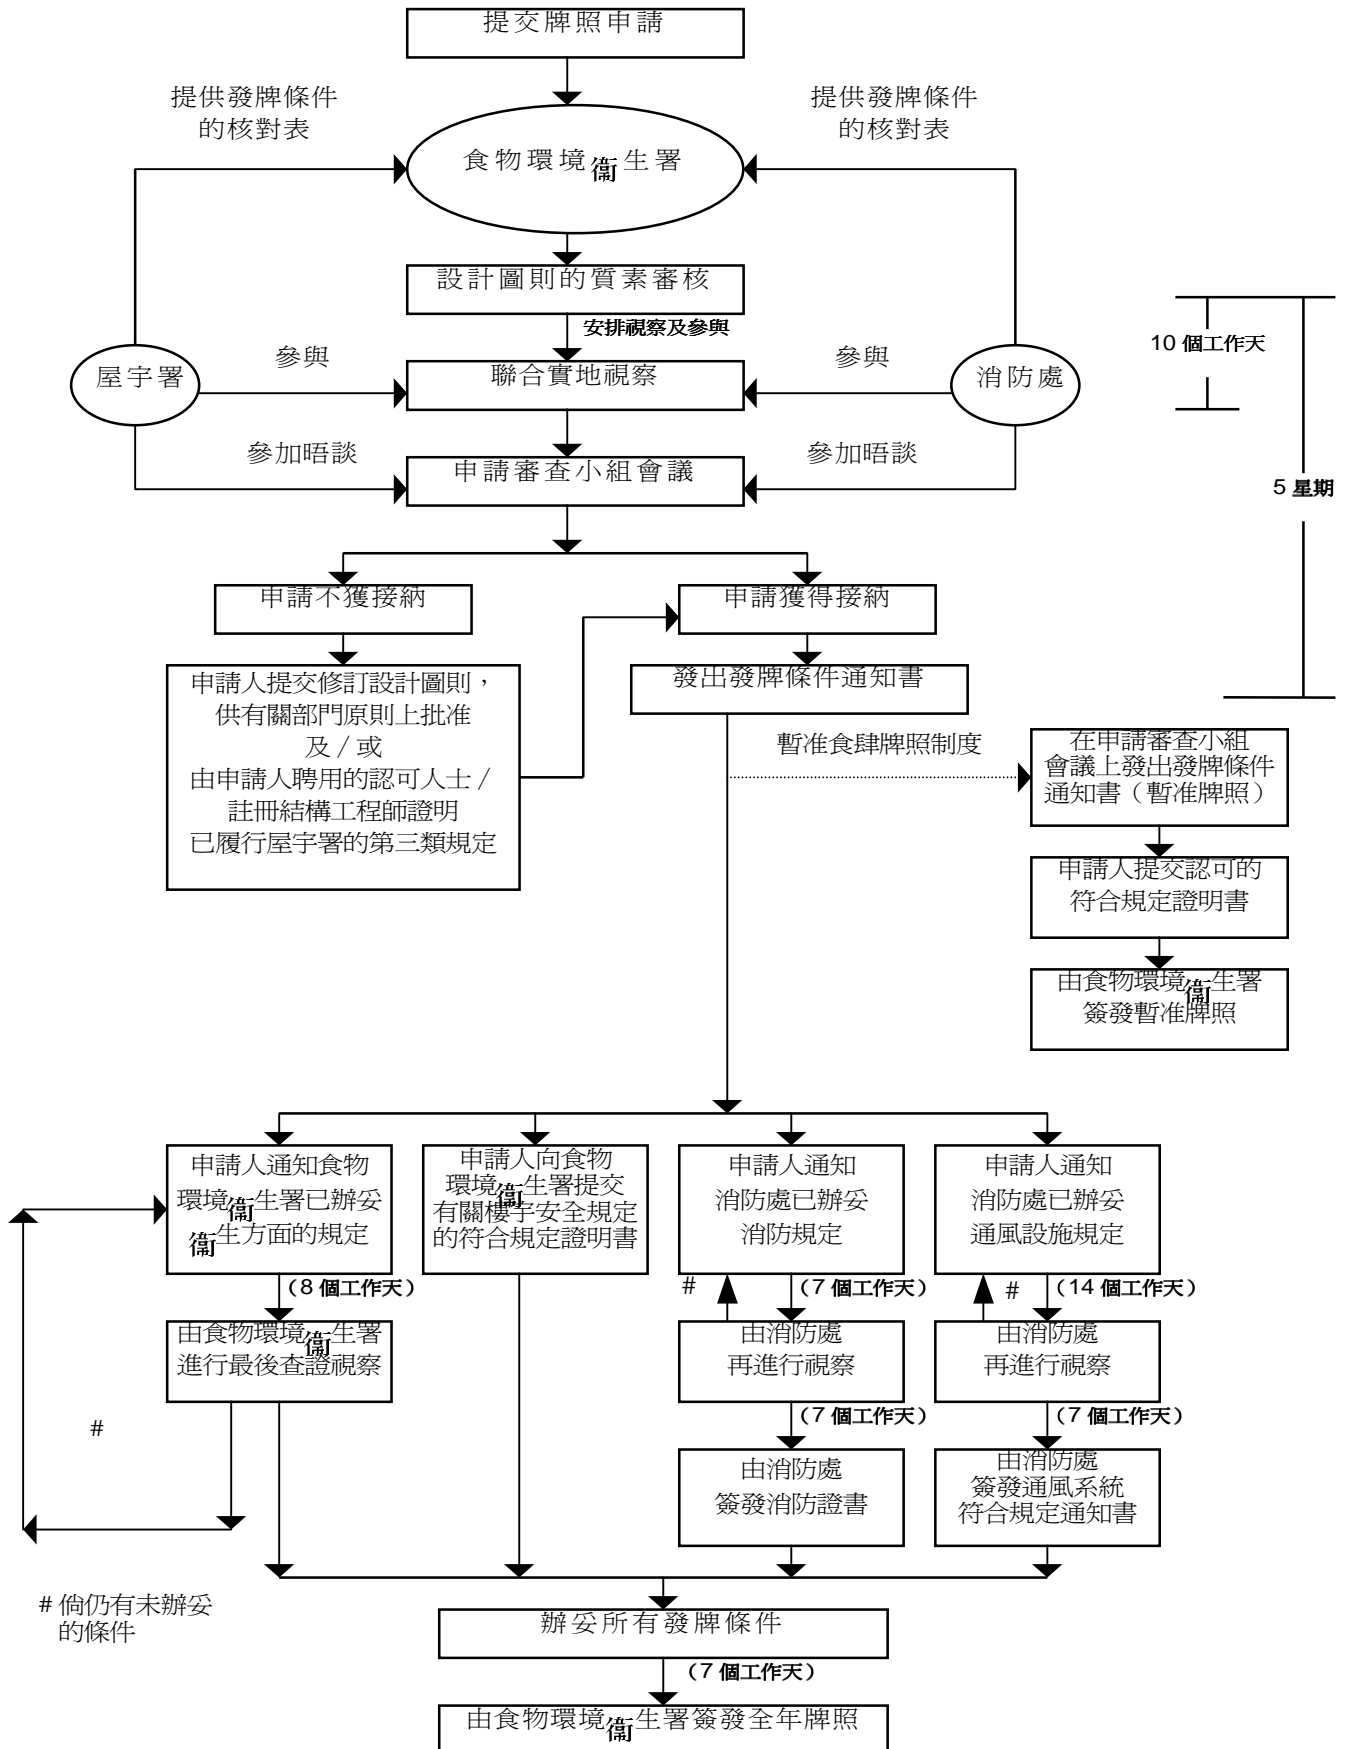 提交牌照申請
提供發牌條件
的核對表
提供發牌條件
的核對表
食物環境衞生署
設計圖則的質素審核
安排視察及參與
10 個工作天
屋宇署
參與
聯合實地視察
參與
消防處
參加晤談
申請審查小組會議
參加晤談
5 星期
申請不獲接納
申請獲得接納
申請人提交修訂設計圖則，
供有關部門原則上批准
及 / 或
由申請人聘用的認可人士 /
註冊結構工程師證明
已履行屋宇署的第三類規定
發出發牌條件通知書
暫准食肆牌照制度
在申請審查小組
會議上發出發牌條件
通知書（暫准牌照）
申請人提交認可的
符合規定證明書
由食物環境衞生署
簽發暫准牌照
申請人通知食物
環境衞生署已辦妥
衞生方面的規定
申請人向食物
環境衞生署提交
有關樓宇安全規定
的符合規定證明書
申請人通知
消防處已辦妥
消防規定
申請人通知
消防處已辦妥
通風設施規定
（8 個工作天）
#
（7 個工作天）
#
（14 個工作天）
由食物環境衞生署
進行最後查證視察
由消防處
再進行視察
由消防處
再進行視察
#
（7 個工作天）
（7 個工作天）
由消防處
簽發消防證書
由消防處
簽發通風系統
符合規定通知書
# 倘仍有未辦妥
的條件
辦妥所有發牌條件
（7 個工作天）
由食物環境衞生署簽發全年牌照